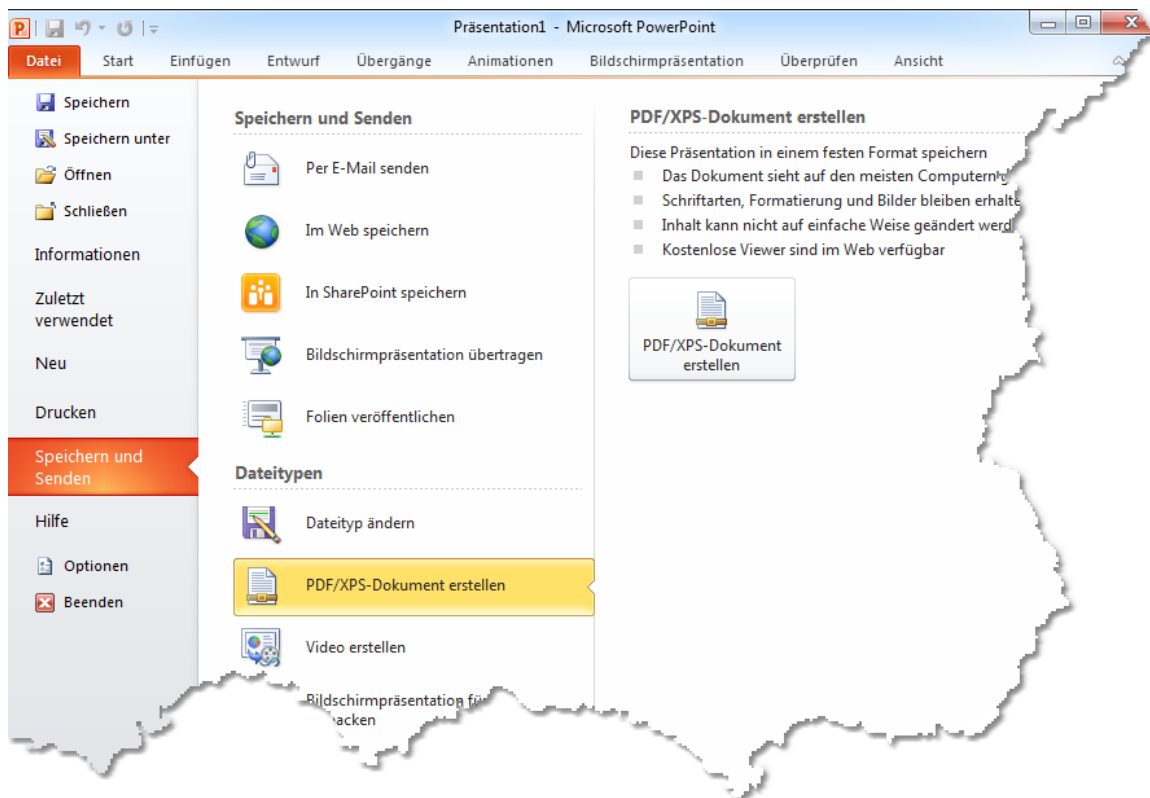 Präsentation1 - Microsoft PowerPoint
Datei Start Einfügen Entwurf Übergänge Animationen Bildschirmpräsentation Überprüfen Ansicht
Speichern
Speichern unter
Öffnen
Schließen
Informationen
Zuletzt
verwendet
Neu
Drucken
Speichern und
Senden
Hilfe
Optionen
Beenden
Speichern und Senden
Per E-Mail senden
Im Web speichern
In SharePoint speichern
Bildschirmpräsentation übertragen
Folien veröffentlichen
Dateitypen
Dateityp ändern
PDF/XPS-Dokument erstellen
Video erstellen
Bildschirmpräsentation
PDF/XPS-Dokument erstellen
Diese Präsentation in einem festen Format speichern
Das Dokument sieht auf den meisten Computern
Schriftarten, Formatierung und Bilder bleiben
Inhalt kann nicht auf einfache Weise geändert
Kostenlose Viewer sind im Web verfügbar
PDF/XPS-Dokument
erstellen